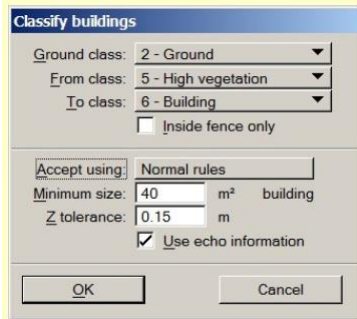 Classify buildings
Ground class: 2 - Ground
From class: 5 - High vegetation
To class: 6 - Building
Inside fence only
Accept using: Normal rules
Minimum size: 40 m² building
Z tolerance: 0.15 m
Use echo information
OK Cancel